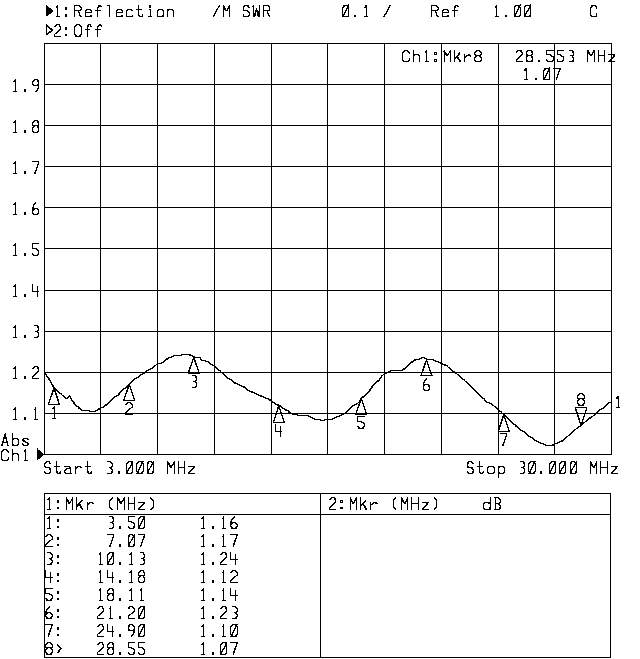 ▶1:Reflection /M SWR 0.1 / Ref 1.00 C
▷2:Off
Ch1:Mkr8 28.553 MHz
1.07
1.9
1.8
1.7
1.6
1.5
1.4
1.3
1.2
1.1
1 2 3 4 5 6 7 8 1
Abs
Ch1
Start 3.000 MHz Stop 30.000 MHz
1:Mkr (MHz) 2:Mkr (MHz) dB
1: 3.50 1.16
2: 7.07 1.17
3: 10.13 1.24
4: 14.18 1.12
5: 18.11 1.14
6: 21.20 1.23
7: 24.90 1.10
8> 28.55 1.07